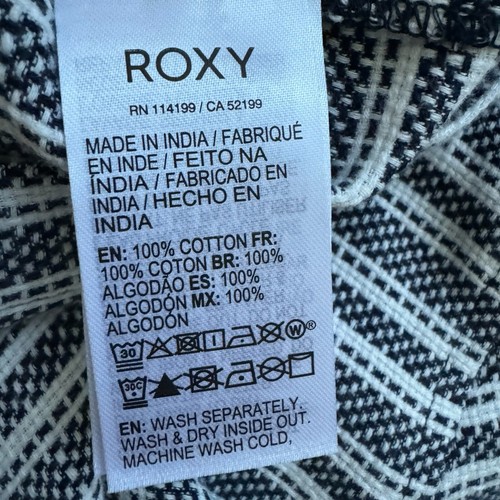 ROXY
RN 114199 / CA 52199
MADE IN INDIA / FABRIQUÉ
EN INDE / FEITO NA
ÍNDIA / FABRICADO EN
INDIA / HECHO EN
INDIA
EN: 100% COTTON FR:
100% COTON BR: 100%
ALGODÃO ES: 100%
ALGODÓN MX: 100%
ALGODÓN
30 W®
30C
EN: WASH SEPARATELY.
WASH & DRY INSIDE OUT.
MACHINE WASH COLD,